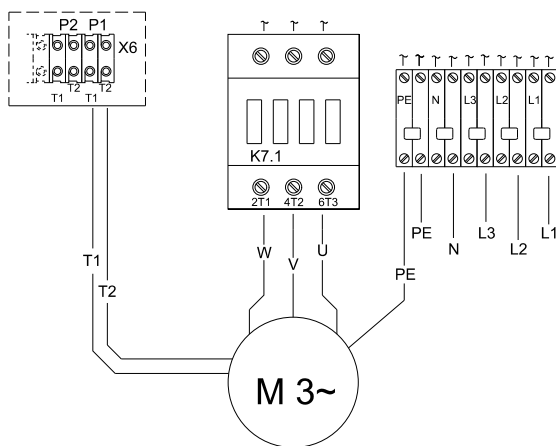 P2 P1
X6
T2 T2
T1 T1
~ ~ ~
K7.1
2T1 4T2 6T3
~ ~ ~ ~ ~ ~ ~ ~ ~ ~
PE N L3 L2 L1
W V U
T1
T2
PE
PE N L3 L2 L1
M 3~